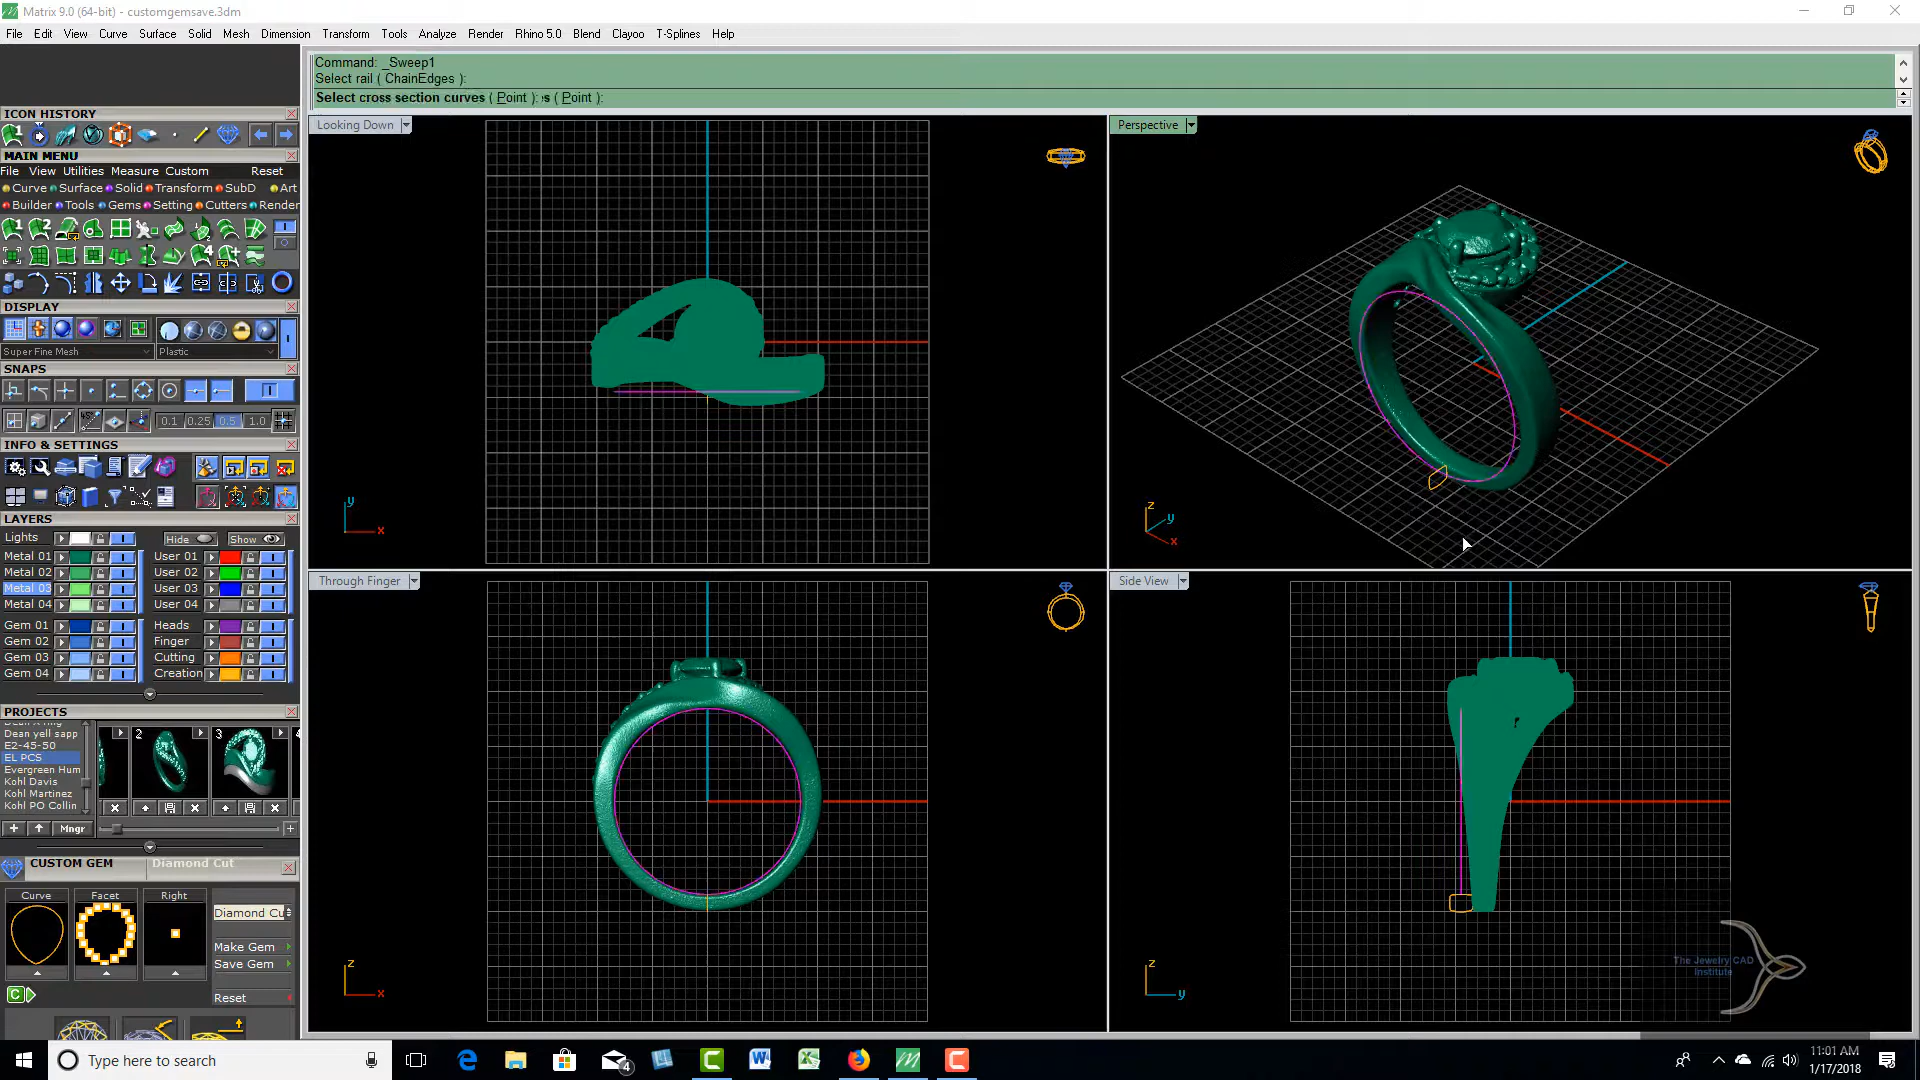 Matrix 9.0 (64-bit) - customgemsave.3dm
File Edit View Curve Surface Solid Mesh Dimension Transform Tools Analyze Render Rhino 5.0 Blend Clayoo T-Splines Help
Command: _Sweep1
Select rail ( ChainEdges ):
Select cross section curves ( Point ): s ( Point ):
ICON HISTORY
MAIN MENU
File View Utilities Measure Custom Reset
Curve Surface Solid Transform SubD Art
Builder Tools Gems Setting Cutters Render
DISPLAY
Super Fine Mesh Plastic
SNAPS
0.1 0.25 0.5 1.0
INFO & SETTINGS
LAYERS
Lights Hide Show
Metal 01 User 01
Metal 02 User 02
Metal 03 User 03
Metal 04 User 04
Gem 01 Heads
Gem 02 Finger
Gem 03 Cutting
Gem 04 Creation
PROJECTS
Dean yell sapp
E2-45-50
EL PCS
Evergreen Hum
Kohl Davis
Kohl Martinez
Kohl PO Collin
2 3
Mngr
CUSTOM GEM Diamond Cut
Curve Facet Right
Diamond Cu
Make Gem
Save Gem
Reset
Looking Down
Perspective
Through Finger
Side View
y
x
z
y
x
z
x
z
y
The Jewelry CAD
Institute
Type here to search
4
11:01 AM
1/17/2018